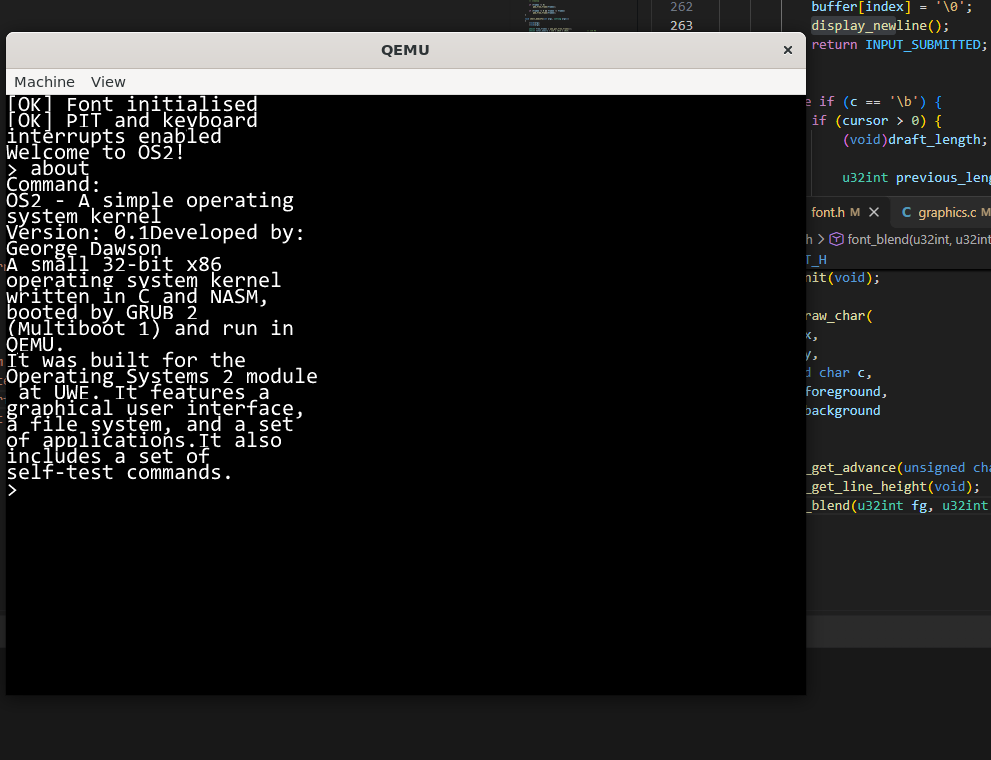 262
263
buffer[index] = '\0';
display_newline();
return INPUT_SUBMITTED;
QEMU
×
Machine View
[OK] Font initialised
[OK] PIT and keyboard
interrupts enabled
Welcome to OS2!
> about
Command:
OS2 - A simple operating
system kernel
Version: 0.1Developed by:
George Dawson
A small 32-bit x86
operating system kernel
written in C and NASM,
booted by GRUB 2
(Multiboot 1) and run in
QEMU.
It was built for the
Operating Systems 2 module
at UWE. It features a
graphical user interface,
a file system, and a set
of applications.It also
includes a set of
self-test commands.
>
e if (c == '\b') {
if (cursor > 0) {
(void)draft_length;
u32int previous_leng
font.h M × C graphics.c M
h > font_blend(u32int, u32int
T_H
nit(void);
raw_char(
x,
y,
d char c,
foreground,
background
_get_advance(unsigned cha
_get_line_height(void);
_blend(u32int fg, u32int